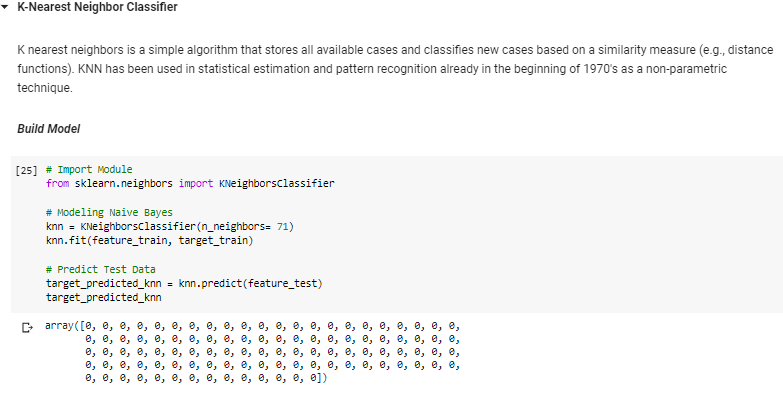 K-Nearest Neighbor Classifier
K nearest neighbors is a simple algorithm that stores all available cases and classifies new cases based on a similarity measure (e.g., distance
functions). KNN has been used in statistical estimation and pattern recognition already in the beginning of 1970's as a non-parametric
technique.
Build Model
[25] # Import Module
from sklearn.neighbors import KNeighborsClassifier
# Modeling Naive Bayes
knn = KNeighborsClassifier(n_neighbors= 71)
knn.fit(feature_train, target_train)
# Predict Test Data
target_predicted_knn = knn.predict(feature_test)
target_predicted_knn
array([0, 0, 0, 0, 0, 0, 0, 0, 0, 0, 0, 0, 0, 0, 0, 0, 0, 0, 0, 0, 0, 0,
0, 0, 0, 0, 0, 0, 0, 0, 0, 0, 0, 0, 0, 0, 0, 0, 0, 0, 0, 0, 0, 0,
0, 0, 0, 0, 0, 0, 0, 0, 0, 0, 0, 0, 0, 0, 0, 0, 0, 0, 0, 0, 0, 0,
0, 0, 0, 0, 0, 0, 0, 0, 0, 0, 0, 0, 0, 0, 0, 0, 0, 0, 0, 0, 0, 0,
0, 0, 0, 0, 0, 0, 0, 0, 0, 0, 0, 0, 0, 0])